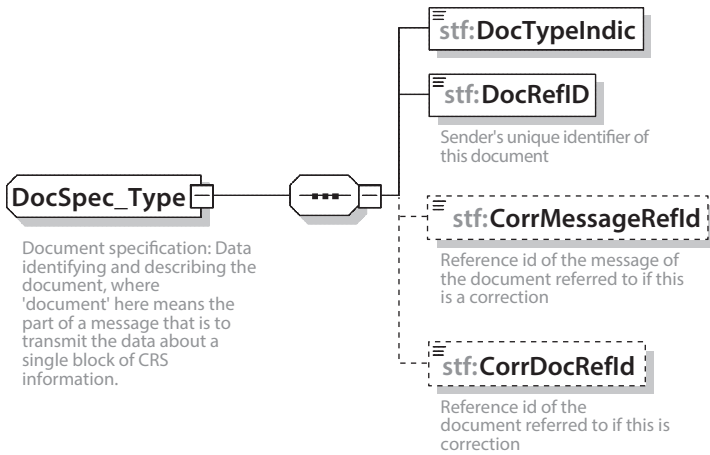 stf:DocTypeIndic
stf:DocRefID
Sender's unique identifier of
this document
DocSpec_Type
Document specification: Data
identifying and describing the
document, where
'document' here means the
part of a message that is to
transmit the data about a
single block of CRS
information.
stf:CorrMessageRefId
Reference id of the message of
the document referred to if this
is a correction
stf:CorrDocRefId
Reference id of the
document referred to if this is
correction